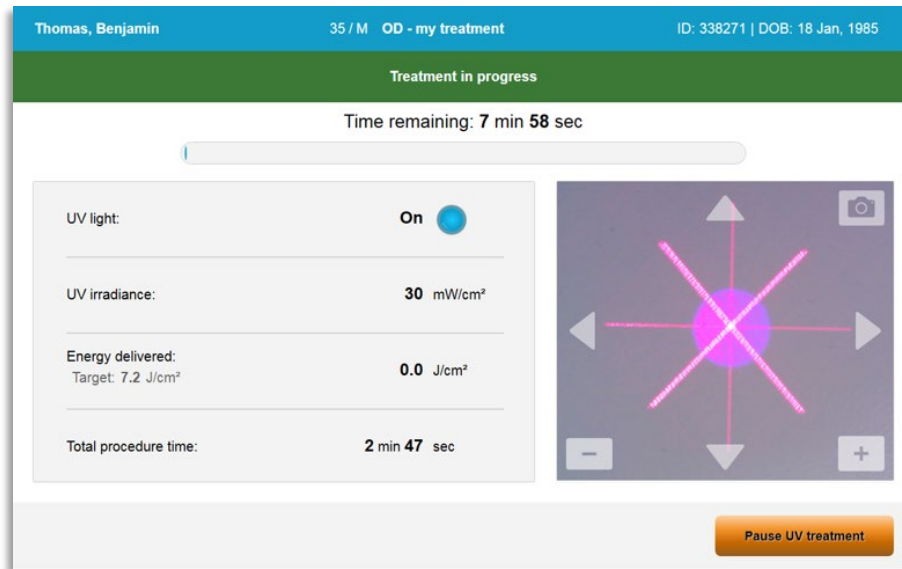 Thomas, Benjamin 35 / M OD - my treatment ID: 338271 | DOB: 18 Jan, 1985
Treatment in progress
Time remaining: 7 min 58 sec
UV light: On
UV irradiance: 30 mW/cm²
Energy delivered:
Target: 7.2 J/cm²
0.0 J/cm²
Total procedure time: 2 min 47 sec
Pause UV treatment